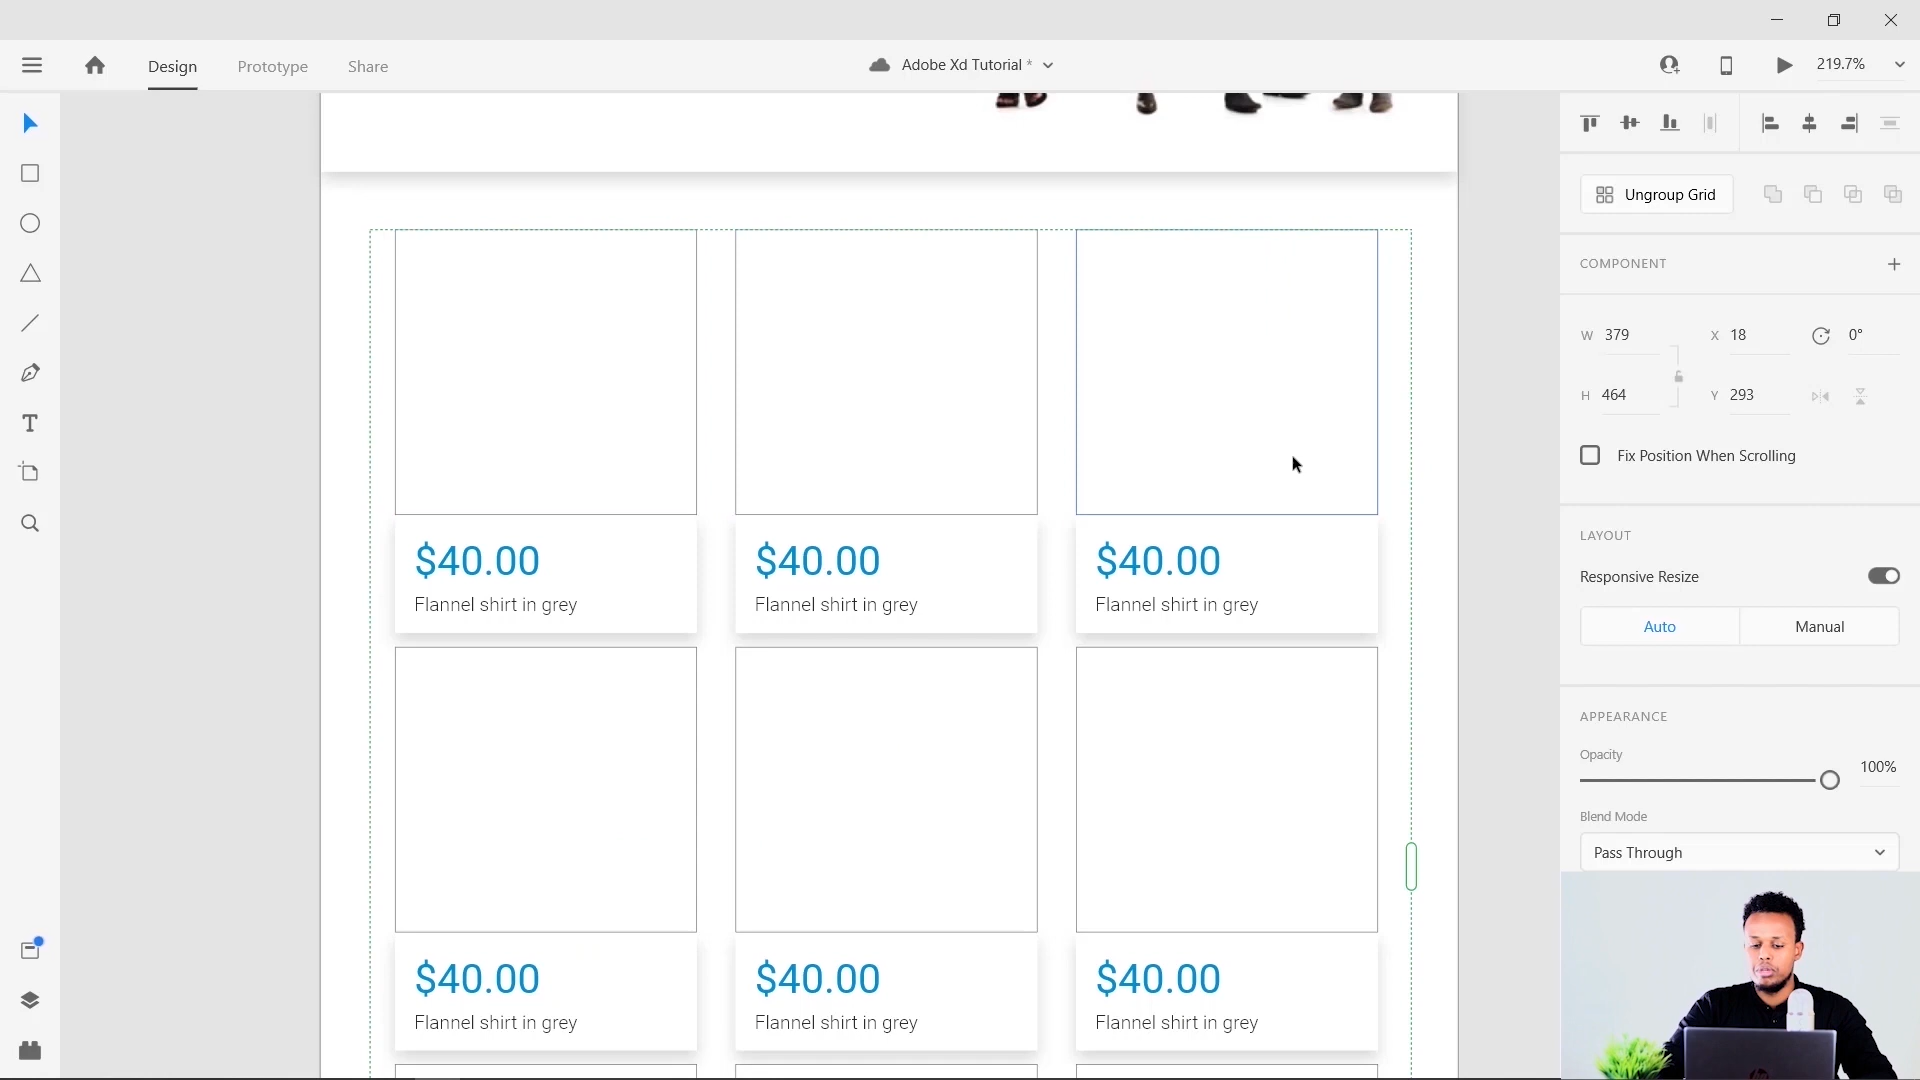 Design Prototype Share Adobe Xd Tutorial * 219.7%
Ungroup Grid
COMPONENT
W 379 X 18 0°
H 464 Y 293
Fix Position When Scrolling
LAYOUT
Responsive Resize
Auto Manual
APPEARANCE
Opacity
100%
Blend Mode
Pass Through
$40.00 $40.00 $40.00
Flannel shirt in grey Flannel shirt in grey Flannel shirt in grey
$40.00 $40.00 $40.00
Flannel shirt in grey Flannel shirt in grey Flannel shirt in grey